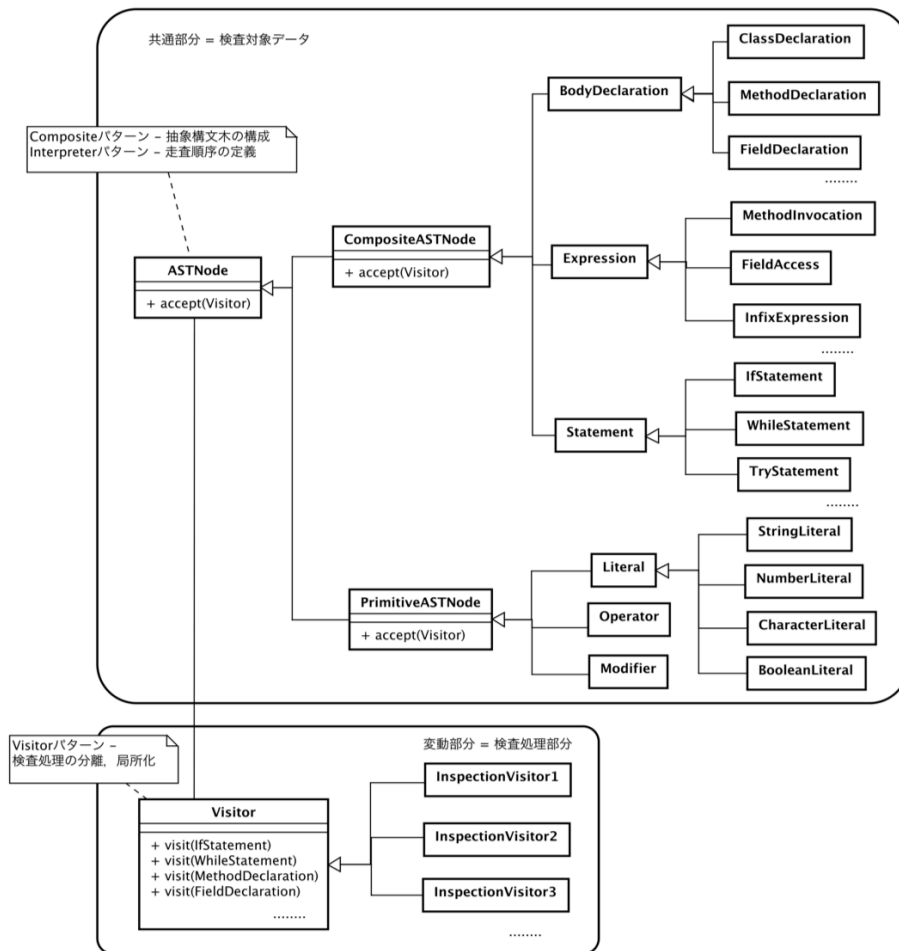 共通部分 = 検査対象データ
Compositeパターン – 抽象構文木の構成
Interpreterパターン – 走査順序の定義
ASTNode
+ accept(Visitor)
CompositeASTNode
+ accept(Visitor)
BodyDeclaration
ClassDeclaration
MethodDeclaration
FieldDeclaration
........
Expression
MethodInvocation
FieldAccess
InfixExpression
........
Statement
IfStatement
WhileStatement
TryStatement
........
PrimitiveASTNode
+ accept(Visitor)
Literal
Operator
Modifier
StringLiteral
NumberLiteral
CharacterLiteral
BooleanLiteral
変動部分 = 検査処理部分
Visitorパターン –
検査処理の分離，局所化
Visitor
+ visit(IfStatement)
+ visit(WhileStatement)
+ visit(MethodDeclaration)
+ visit(FieldDeclaration)
........
InspectionVisitor1
InspectionVisitor2
InspectionVisitor3
........